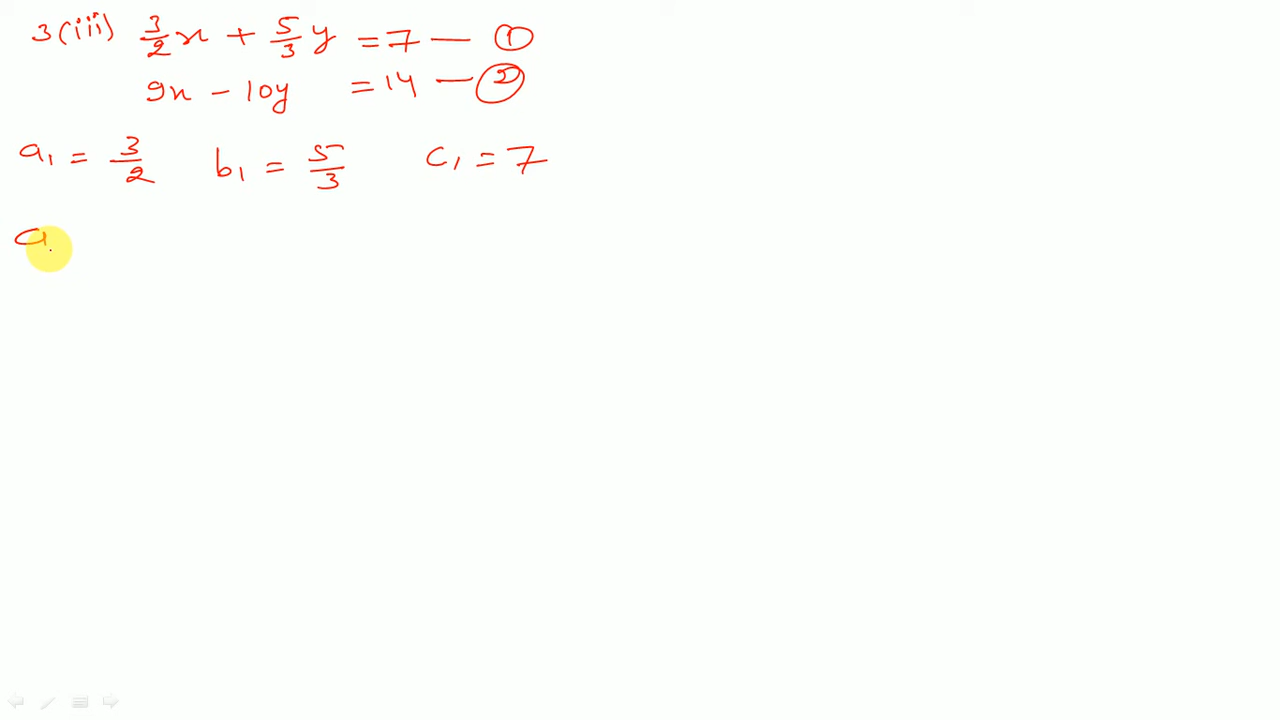 3(iii) 3/2 x + 5/3 y = 7 — ①
9x - 10y = 14 — ②
a₁ = 3/2 b₁ = 5/3 c₁ = 7
a